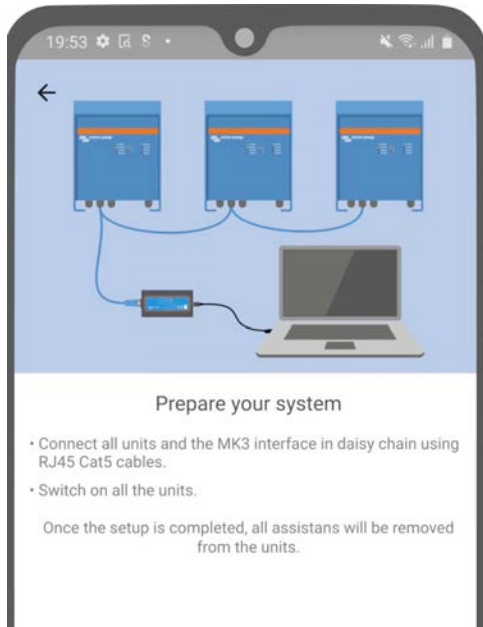 19:53
Prepare your system
• Connect all units and the MK3 interface in daisy chain using
RJ45 Cat5 cables.
• Switch on all the units.
Once the setup is completed, all assistans will be removed
from the units.